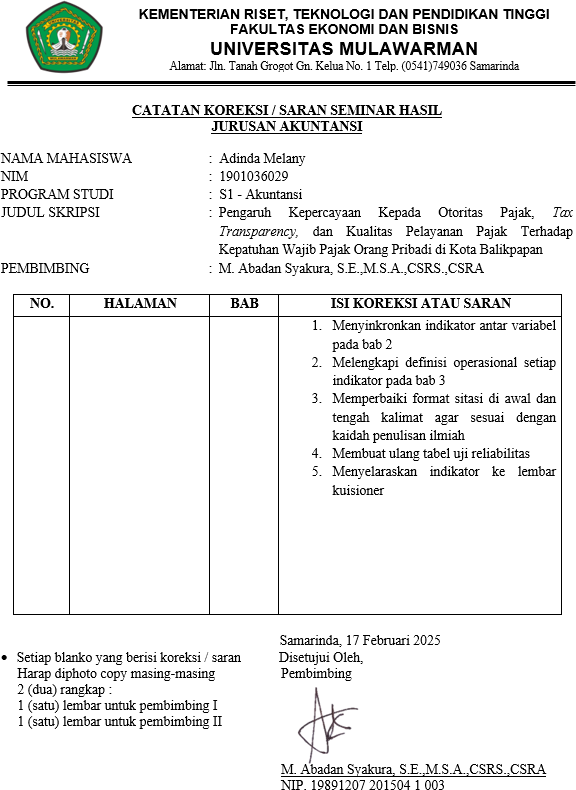 KEMENTERIAN RISET, TEKNOLOGI DAN PENDIDIKAN TINGGI
FAKULTAS EKONOMI DAN BISNIS
UNIVERSITAS MULAWARMAN
Alamat: Jln. Tanah Grogot Gn. Kelua No. 1 Telp. (0541)749036 Samarinda
CATATAN KOREKSI / SARAN SEMINAR HASIL
JURUSAN AKUNTANSI
NAMA MAHASISWA : Adinda Melany
NIM : 1901036029
PROGRAM STUDI : S1 - Akuntansi
JUDUL SKRIPSI : Pengaruh Kepercayaan Kepada Otoritas Pajak, Tax
Transparency, dan Kualitas Pelayanan Pajak Terhadap
Kepatuhan Wajib Pajak Orang Pribadi di Kota Balikpapan
PEMBIMBING : M. Abadan Syakura, S.E.,M.S.A.,CSRS.,CSRA
NO. HALAMAN BAB ISI KOREKSI ATAU SARAN
1. Menyinkronkan indikator antar variabel
pada bab 2
2. Melengkapi definisi operasional setiap
indikator pada bab 3
3. Memperbaiki format sitasi di awal dan
tengah kalimat agar sesuai dengan
kaidah penulisan ilmiah
4. Membuat ulang tabel uji reliabilitas
5. Menyelaraskan indikator ke lembar
kuisioner
Samarinda, 17 Februari 2025
• Setiap blanko yang berisi koreksi / saran Disetujui Oleh,
Harap diphoto copy masing-masing Pembimbing
2 (dua) rangkap :
1 (satu) lembar untuk pembimbing I
1 (satu) lembar untuk pembimbing II
M. Abadan Syakura, S.E.,M.S.A.,CSRS.,CSRA
NIP. 19891207 201504 1 003